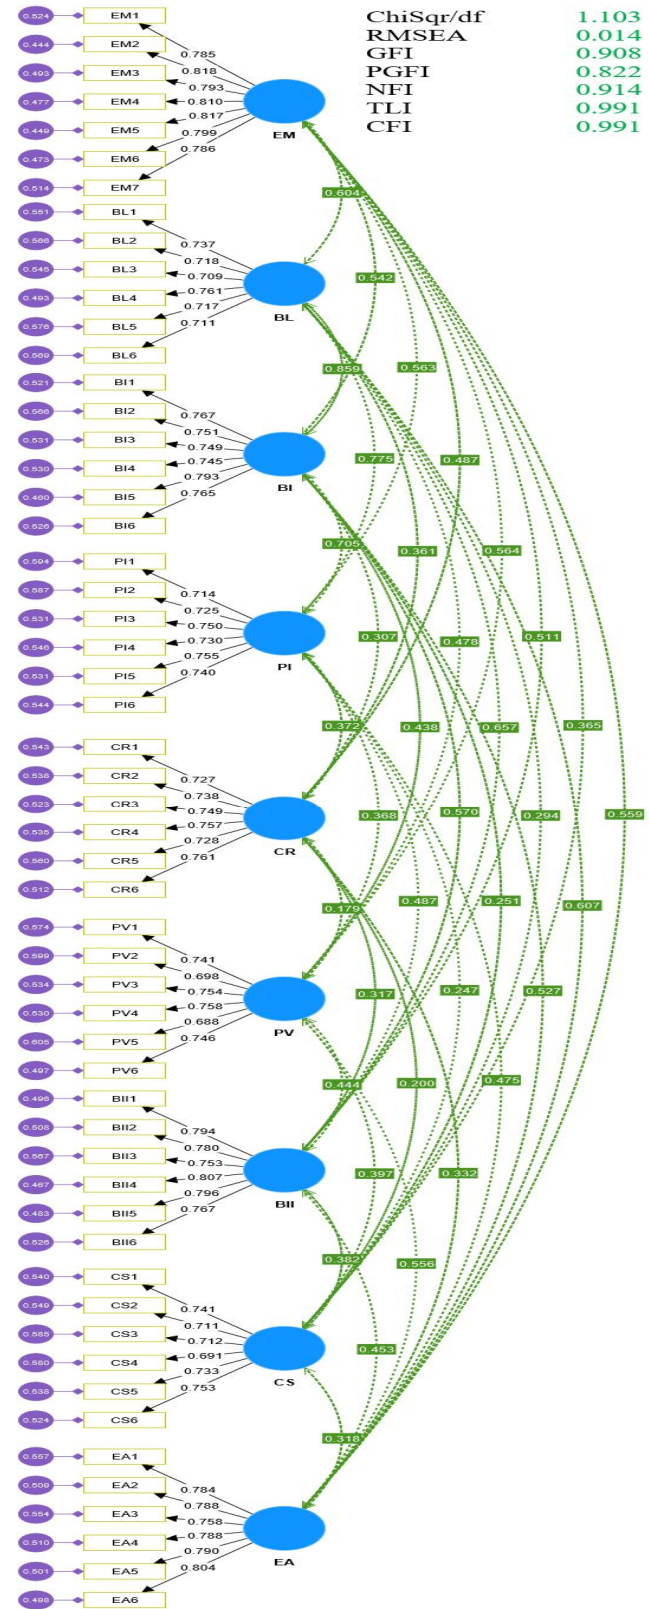 ChiSqr/df 1.103
RMSEA 0.014
GFI 0.908
PGFI 0.822
NFI 0.914
TLI 0.991
CFI 0.991
0.524 EM1
0.444 EM2
0.785
0.818
0.493 EM3
0.793
0.477 EM4
0.810
0.817
0.449 EM5
0.799
EM
0.473 EM6
0.786
0.514 EM7
0.604
0.551 BL1
0.566 BL2
0.737
0.718
0.545 BL3
0.709
0.542
0.493 BL4
0.761
0.717
BL
0.576 BL5
0.711
0.569 BL6
0.859
0.563
0.521 BI1
0.566 BI2
0.767
0.751
0.531 BI3
0.749
0.775
0.487
0.530 BI4
0.745
0.793
BI
0.460 BI5
0.765
0.526 BI6
0.705
0.361
0.564
0.594 PI1
0.587 PI2
0.714
0.725
0.531 PI3
0.750
0.307
0.478
0.511
0.546 PI4
0.730
0.755
PI
0.531 PI5
0.740
0.544 PI6
0.372
0.438
0.657
0.365
0.543 CR1
0.538 CR2
0.727
0.738
0.523 CR3
0.749
0.368
0.570
0.294
0.559
0.535 CR4
0.757
0.728
CR
0.560 CR5
0.761
0.512 CR6
0.179
0.487
0.251
0.607
0.574 PV1
0.599 PV2
0.741
0.698
0.534 PV3
0.754
0.317
0.247
0.527
0.530 PV4
0.758
0.688
PV
0.605 PV5
0.746
0.497 PV6
0.444
0.200
0.475
0.496 BII1
0.508 BII2
0.794
0.780
0.567 BII3
0.753
0.397
0.332
0.467 BII4
0.807
0.796
BII
0.483 BII5
0.767
0.526 BII6
0.382
0.556
0.540 CS1
0.549 CS2
0.741
0.711
0.585 CS3
0.712
0.453
0.560 CS4
0.691
0.733
CS
0.538 CS5
0.753
0.524 CS6
0.318
0.557 EA1
0.509 EA2
0.784
0.788
0.554 EA3
0.758
0.510 EA4
0.788
0.790
EA
0.501 EA5
0.804
0.498 EA6